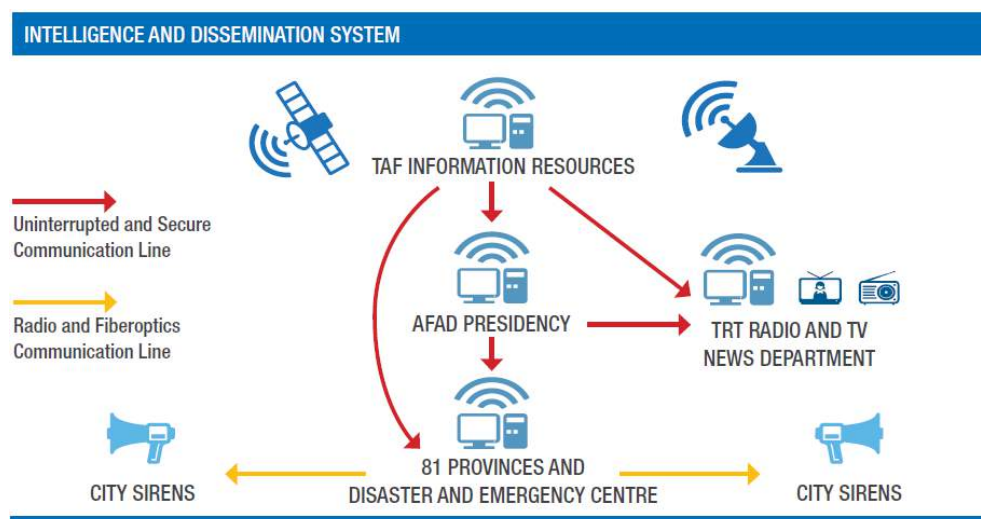 INTELLIGENCE AND DISSEMINATION SYSTEM
TAF INFORMATION RESOURCES
Uninterrupted and Secure
Communication Line
Radio and Fiberoptics
Communication Line
AFAD PRESIDENCY
TRT RADIO AND TV
NEWS DEPARTMENT
81 PROVINCES AND
DISASTER AND EMERGENCY CENTRE
CITY SIRENS
CITY SIRENS